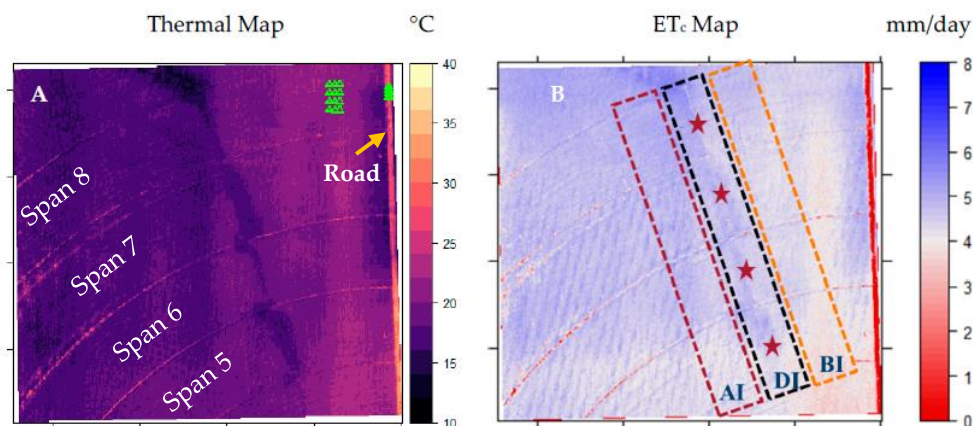 Thermal Map
°C
ETc Map
mm/day
A
Road
Span 8
Span 7
Span 6
Span 5
40
35
30
25
20
15
10
B
AI
DI
BI
8
7
6
5
4
3
2
1
0